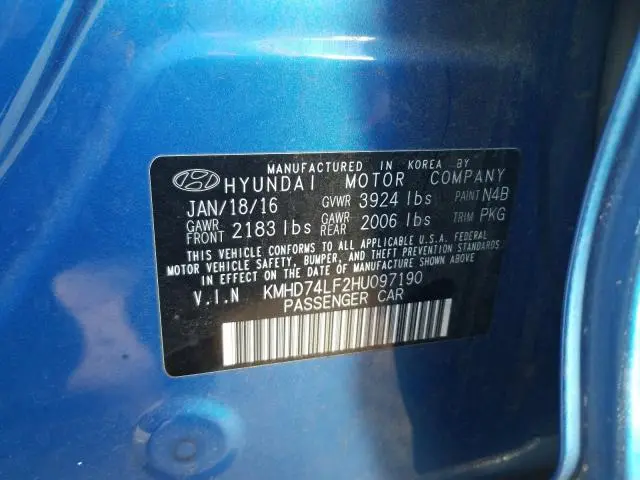 MANUFACTURED IN KOREA BY
HYUNDAI MOTOR COMPANY
JAN/18/16 GVWR 3924 lbs PAINT N4B
GAWR FRONT 2183 lbs GAWR REAR 2006 lbs TRIM PKG
THIS VEHICLE CONFORMS TO ALL APPLICABLE U.S.A. FEDERAL
MOTOR VEHICLE SAFETY, BUMPER, AND THEFT PREVENTION STANDARDS
IN EFFECT ON THE DATE OF MANUFACTURE SHOWN ABOVE.
V.I.N KMHD74LF2HU097190
PASSENGER CAR